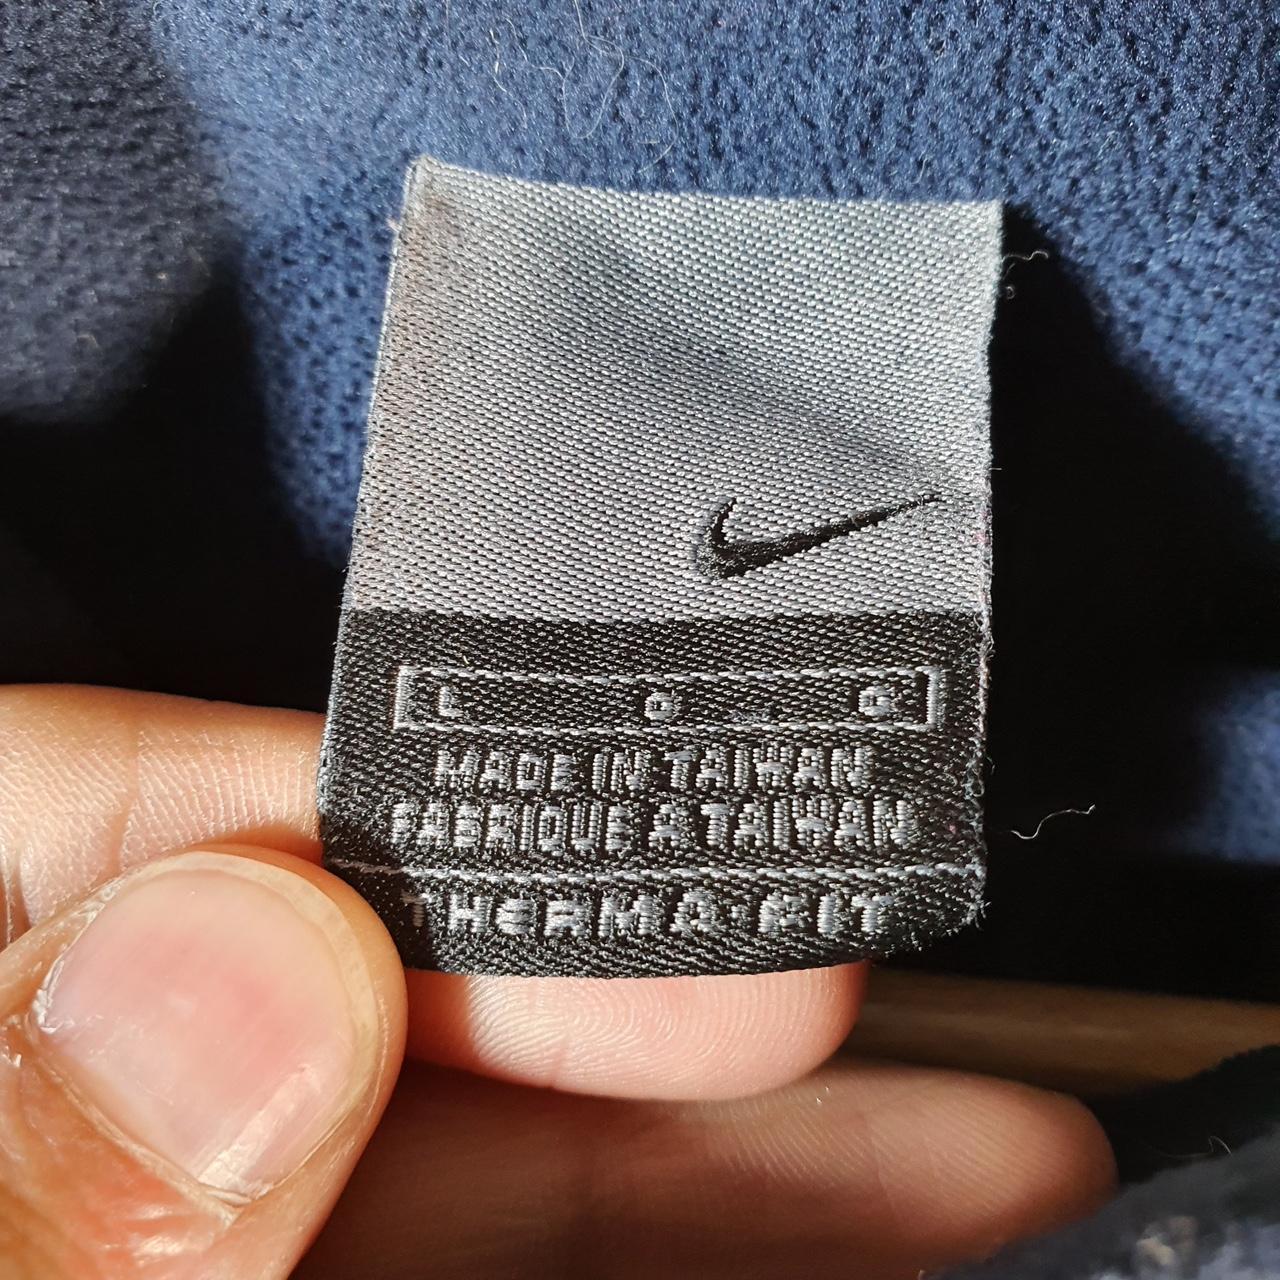 L G G
MADE IN TAIWAN
FABRIQUE A TAIWAN
THERMA-FIT